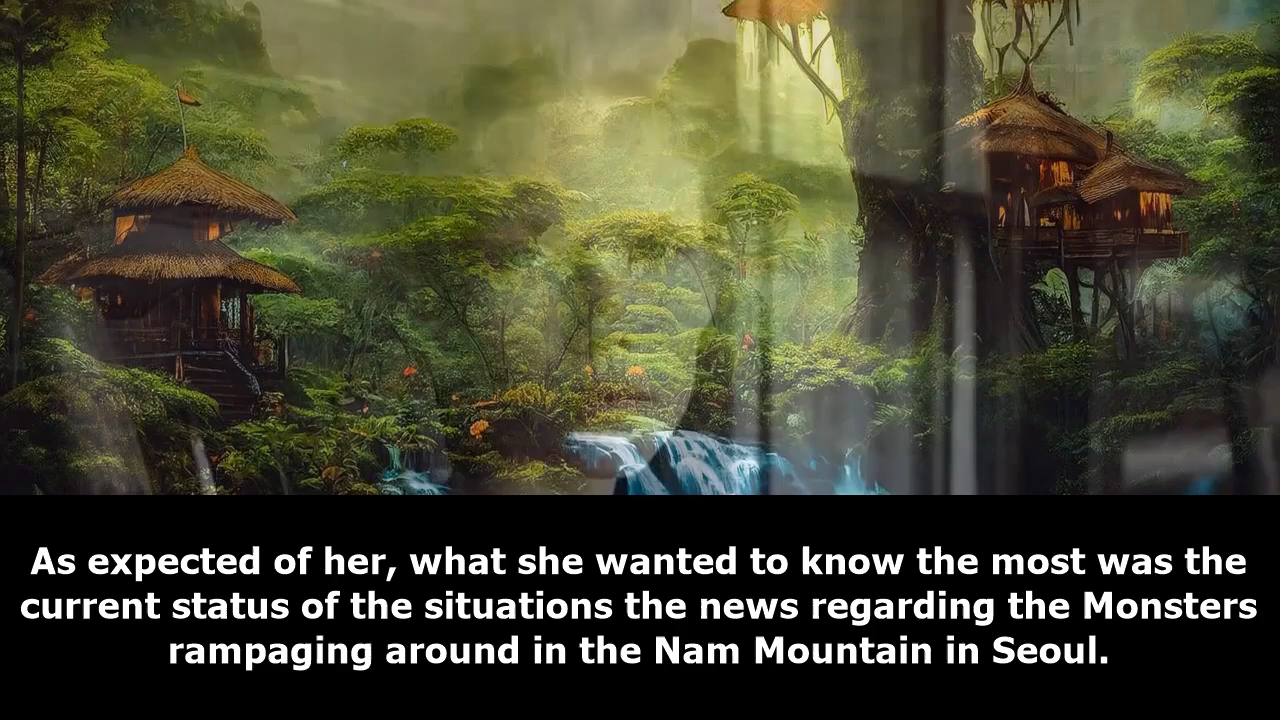 As expected of her, what she wanted to know the most was the
current status of the situations the news regarding the Monsters
rampaging around in the Nam Mountain in Seoul.